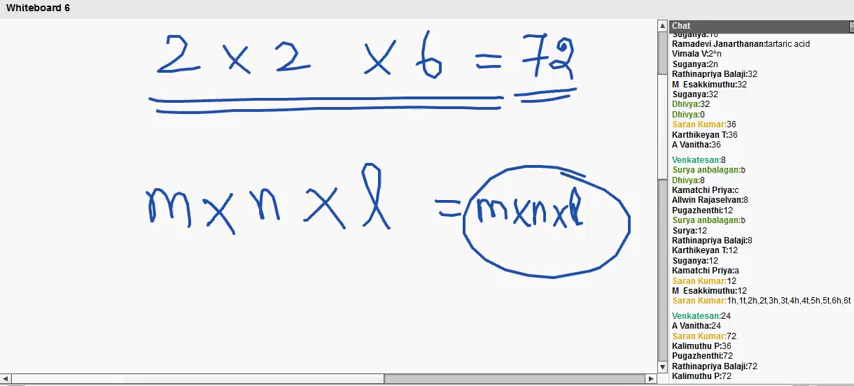 Whiteboard 6
2 × 2 × 6 = 72
m × n × l = m×n×l
Chat
Ramadevi Janarthanan:tartaric acid
Vimala V:2^n
Suganya:2n
Rathinapriya Balaji:32
M Esakkimuthu:32
Suganya:32
Dhivya:32
Dhivya:0
Saran Kumar:36
Karthikeyan T:36
A Vanitha:36
Venkatesan:8
Surya anbalagan:b
Dhivya:8
Kamatchi Priya:c
Allwin Rajaselvan:8
Pugazhenthi:12
Surya anbalagan:b
Surya:12
Rathinapriya Balaji:8
Karthikeyan T:12
Suganya:12
Kamatchi Priya:a
Saran Kumar:12
M Esakkimuthu:12
Saran Kumar:1h,1t,2h,2t,3h,3t,4h,4t,5h,5t,6h,6t
Venkatesan:24
A Vanitha:24
Saran Kumar:72
Kalimuthu P:36
Pugazhenthi:72
Rathinapriya Balaji:72
Kalimuthu P:72